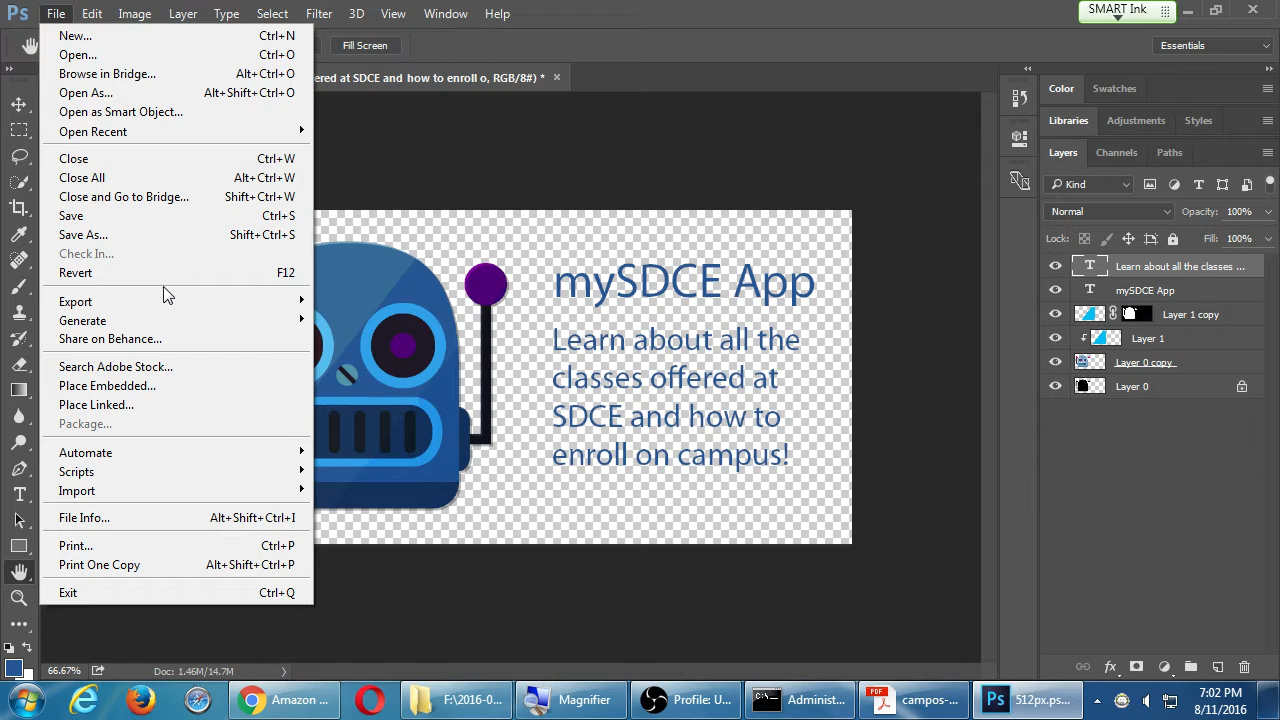 Ps File Edit Image Layer Type Select Filter 3D View Window Help
SMART Ink
Fill Screen
Essentials
ered at SDCE and how to enroll o, RGB/8#) *
New... Ctrl+N
Open... Ctrl+O
Browse in Bridge... Alt+Ctrl+O
Open As... Alt+Shift+Ctrl+O
Open as Smart Object...
Open Recent
Close Ctrl+W
Close All Alt+Ctrl+W
Close and Go to Bridge... Shift+Ctrl+W
Save Ctrl+S
Save As... Shift+Ctrl+S
Check In...
Revert F12
Export
Generate
Share on Behance...
Search Adobe Stock...
Place Embedded...
Place Linked...
Package...
Automate
Scripts
Import
File Info... Alt+Shift+Ctrl+I
Print... Ctrl+P
Print One Copy Alt+Shift+Ctrl+P
Exit Ctrl+Q
mySDCE App
Learn about all the
classes offered at
SDCE and how to
enroll on campus!
Color Swatches
Libraries Adjustments Styles
Layers Channels Paths
Kind
Normal Opacity: 100%
Lock: Fill: 100%
Learn about all the classes ...
mySDCE App
Layer 1 copy
Layer 1
Layer 0 copy
Layer 0
66.67% Doc: 1.46M/14.7M
Amazon ...
F:\2016-0...
Magnifier
Profile: U...
Administ...
campos-...
512px.ps...
7:02 PM
8/11/2016